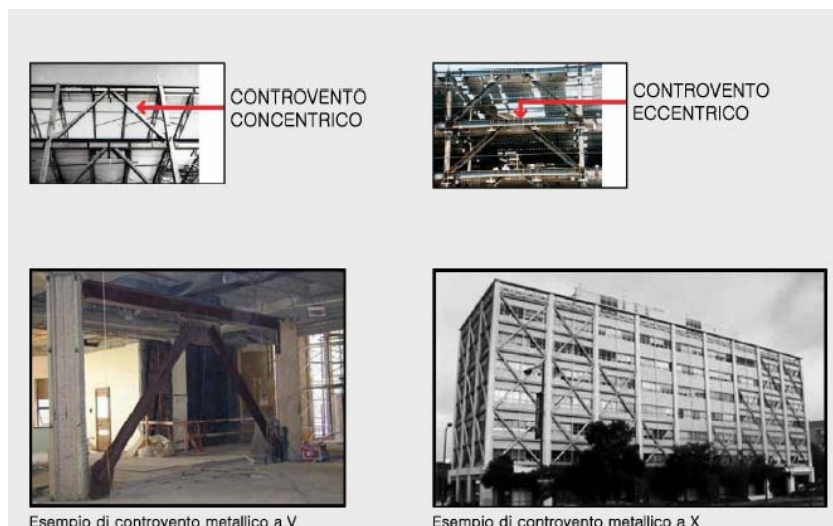 CONTROVENTO
CONCENTRICO
CONTROVENTO
ECCENTRICO
Esempio di controvento metallico a V
Esempio di controvento metallico a X